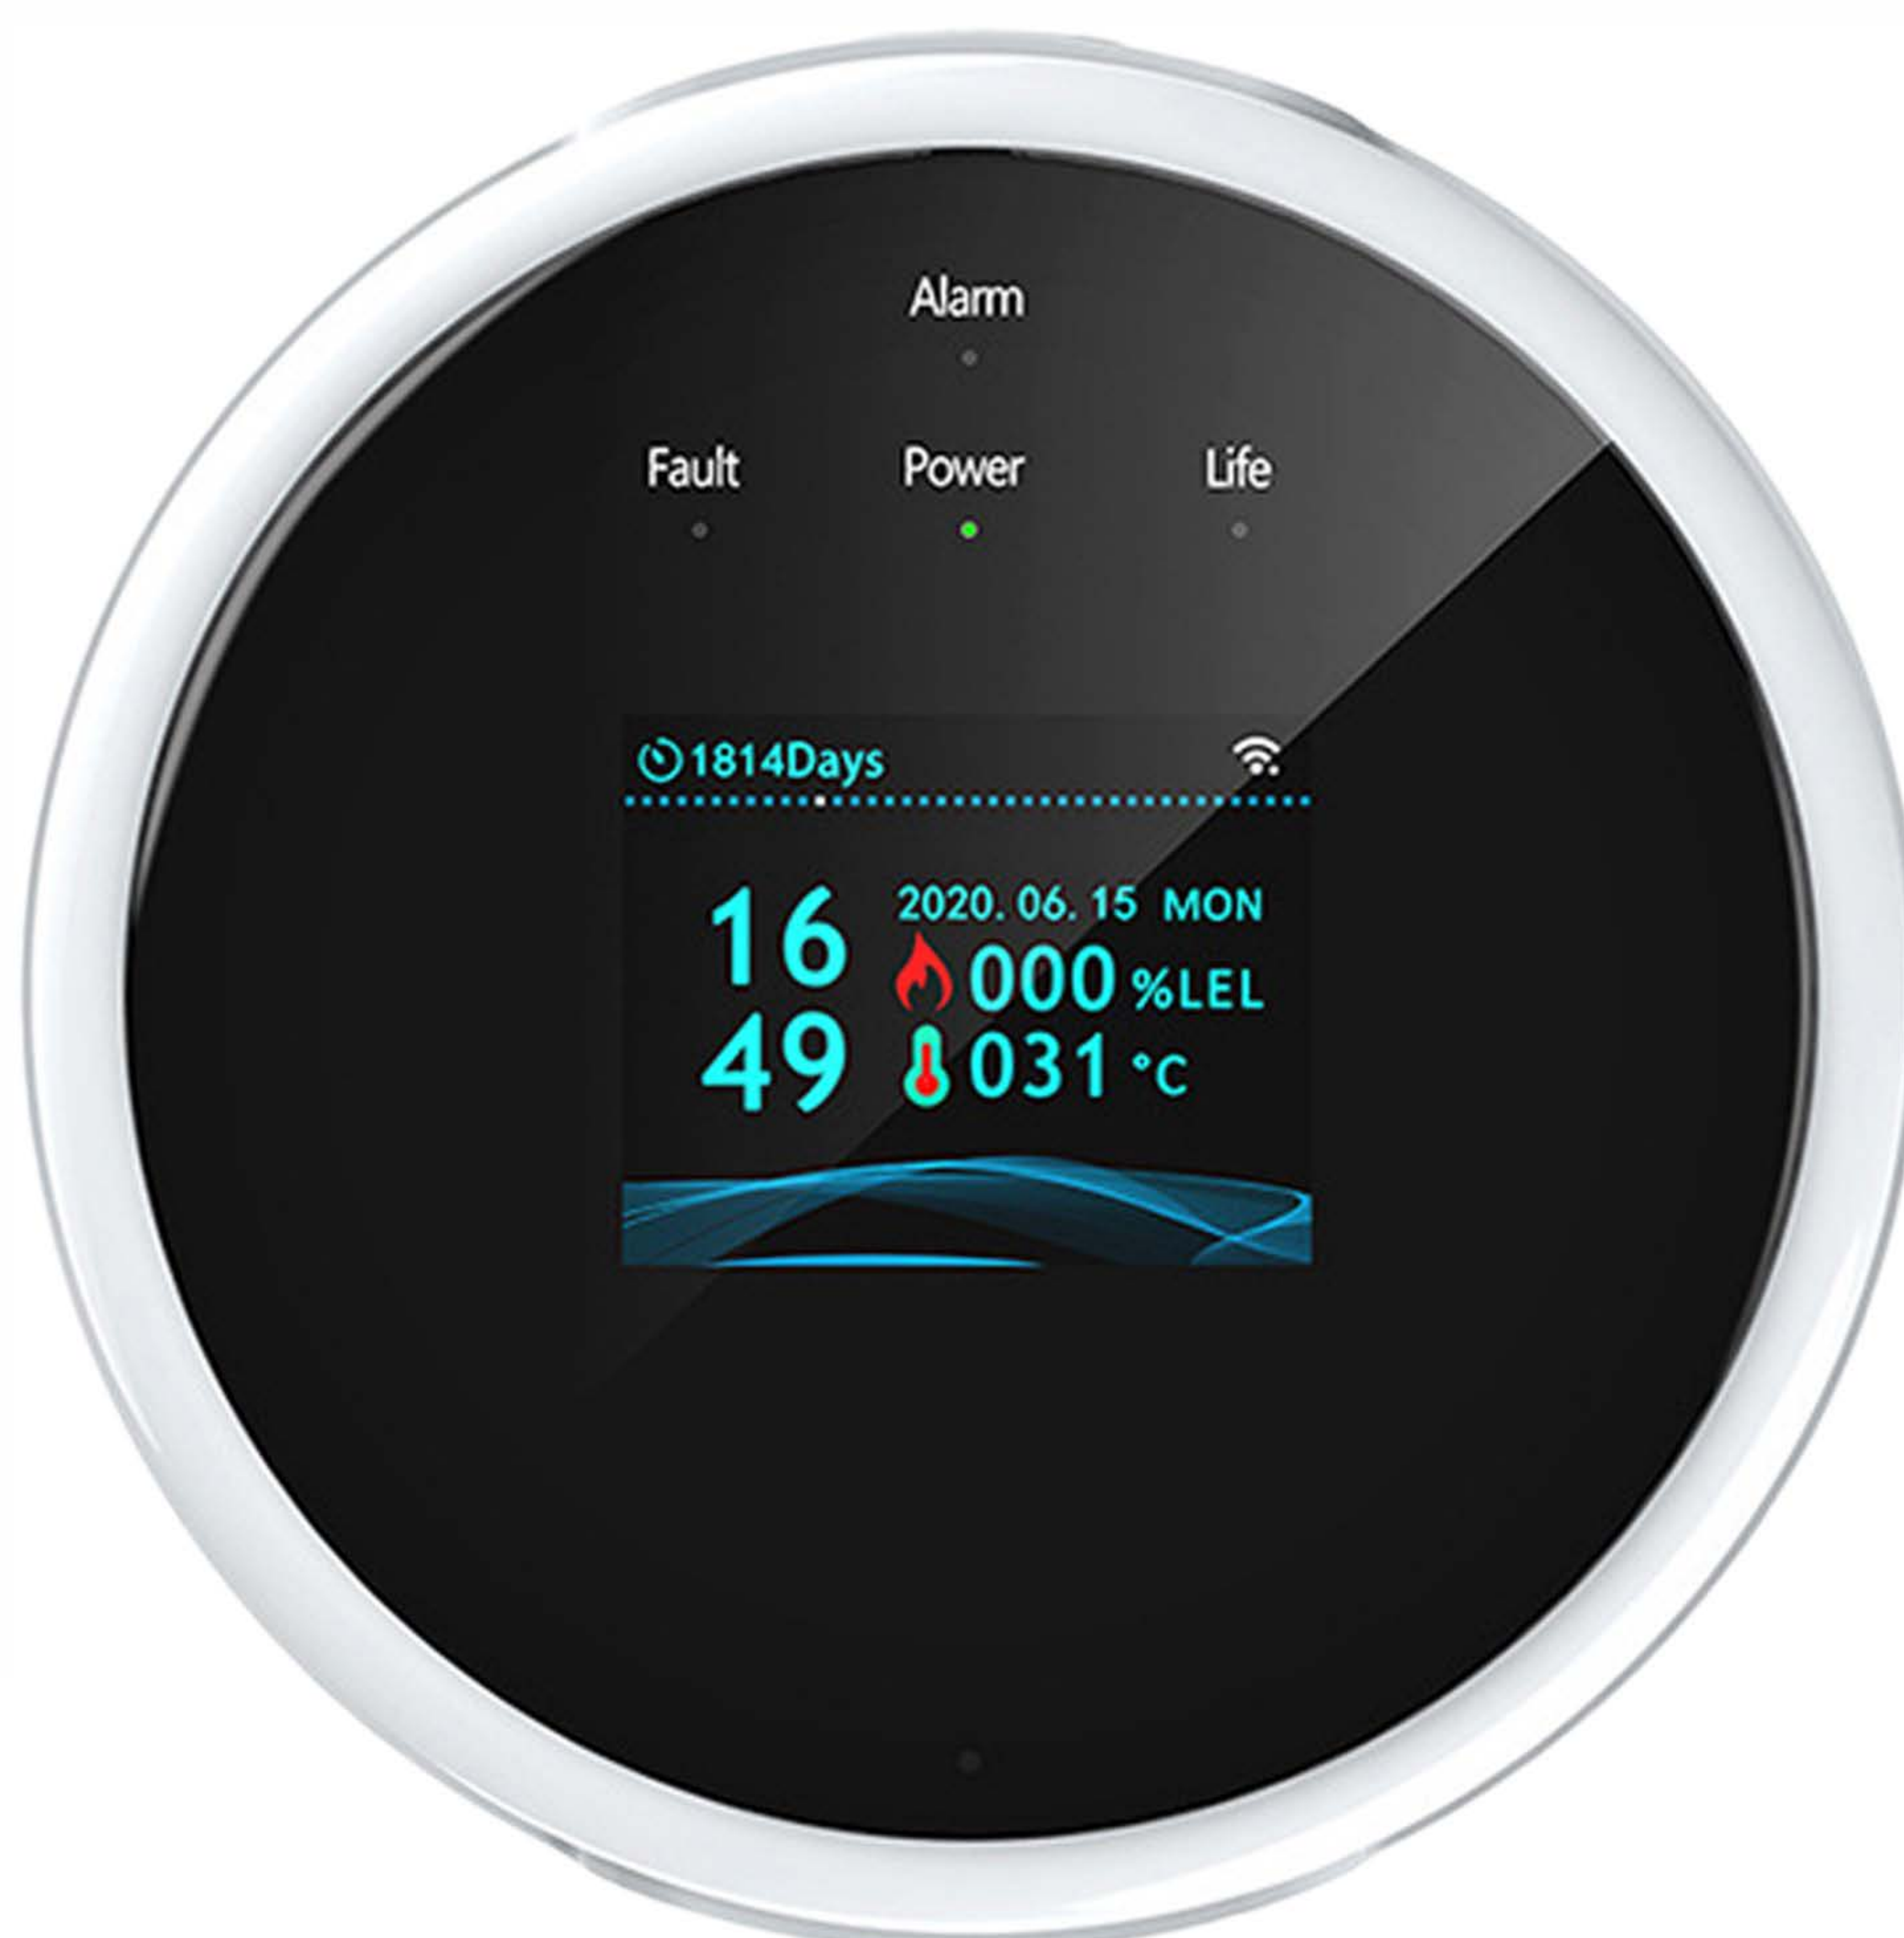 Alarm
Fault Power Life
1814Days
16
49
2020. 06. 15 MON
000 %LEL
031 °C